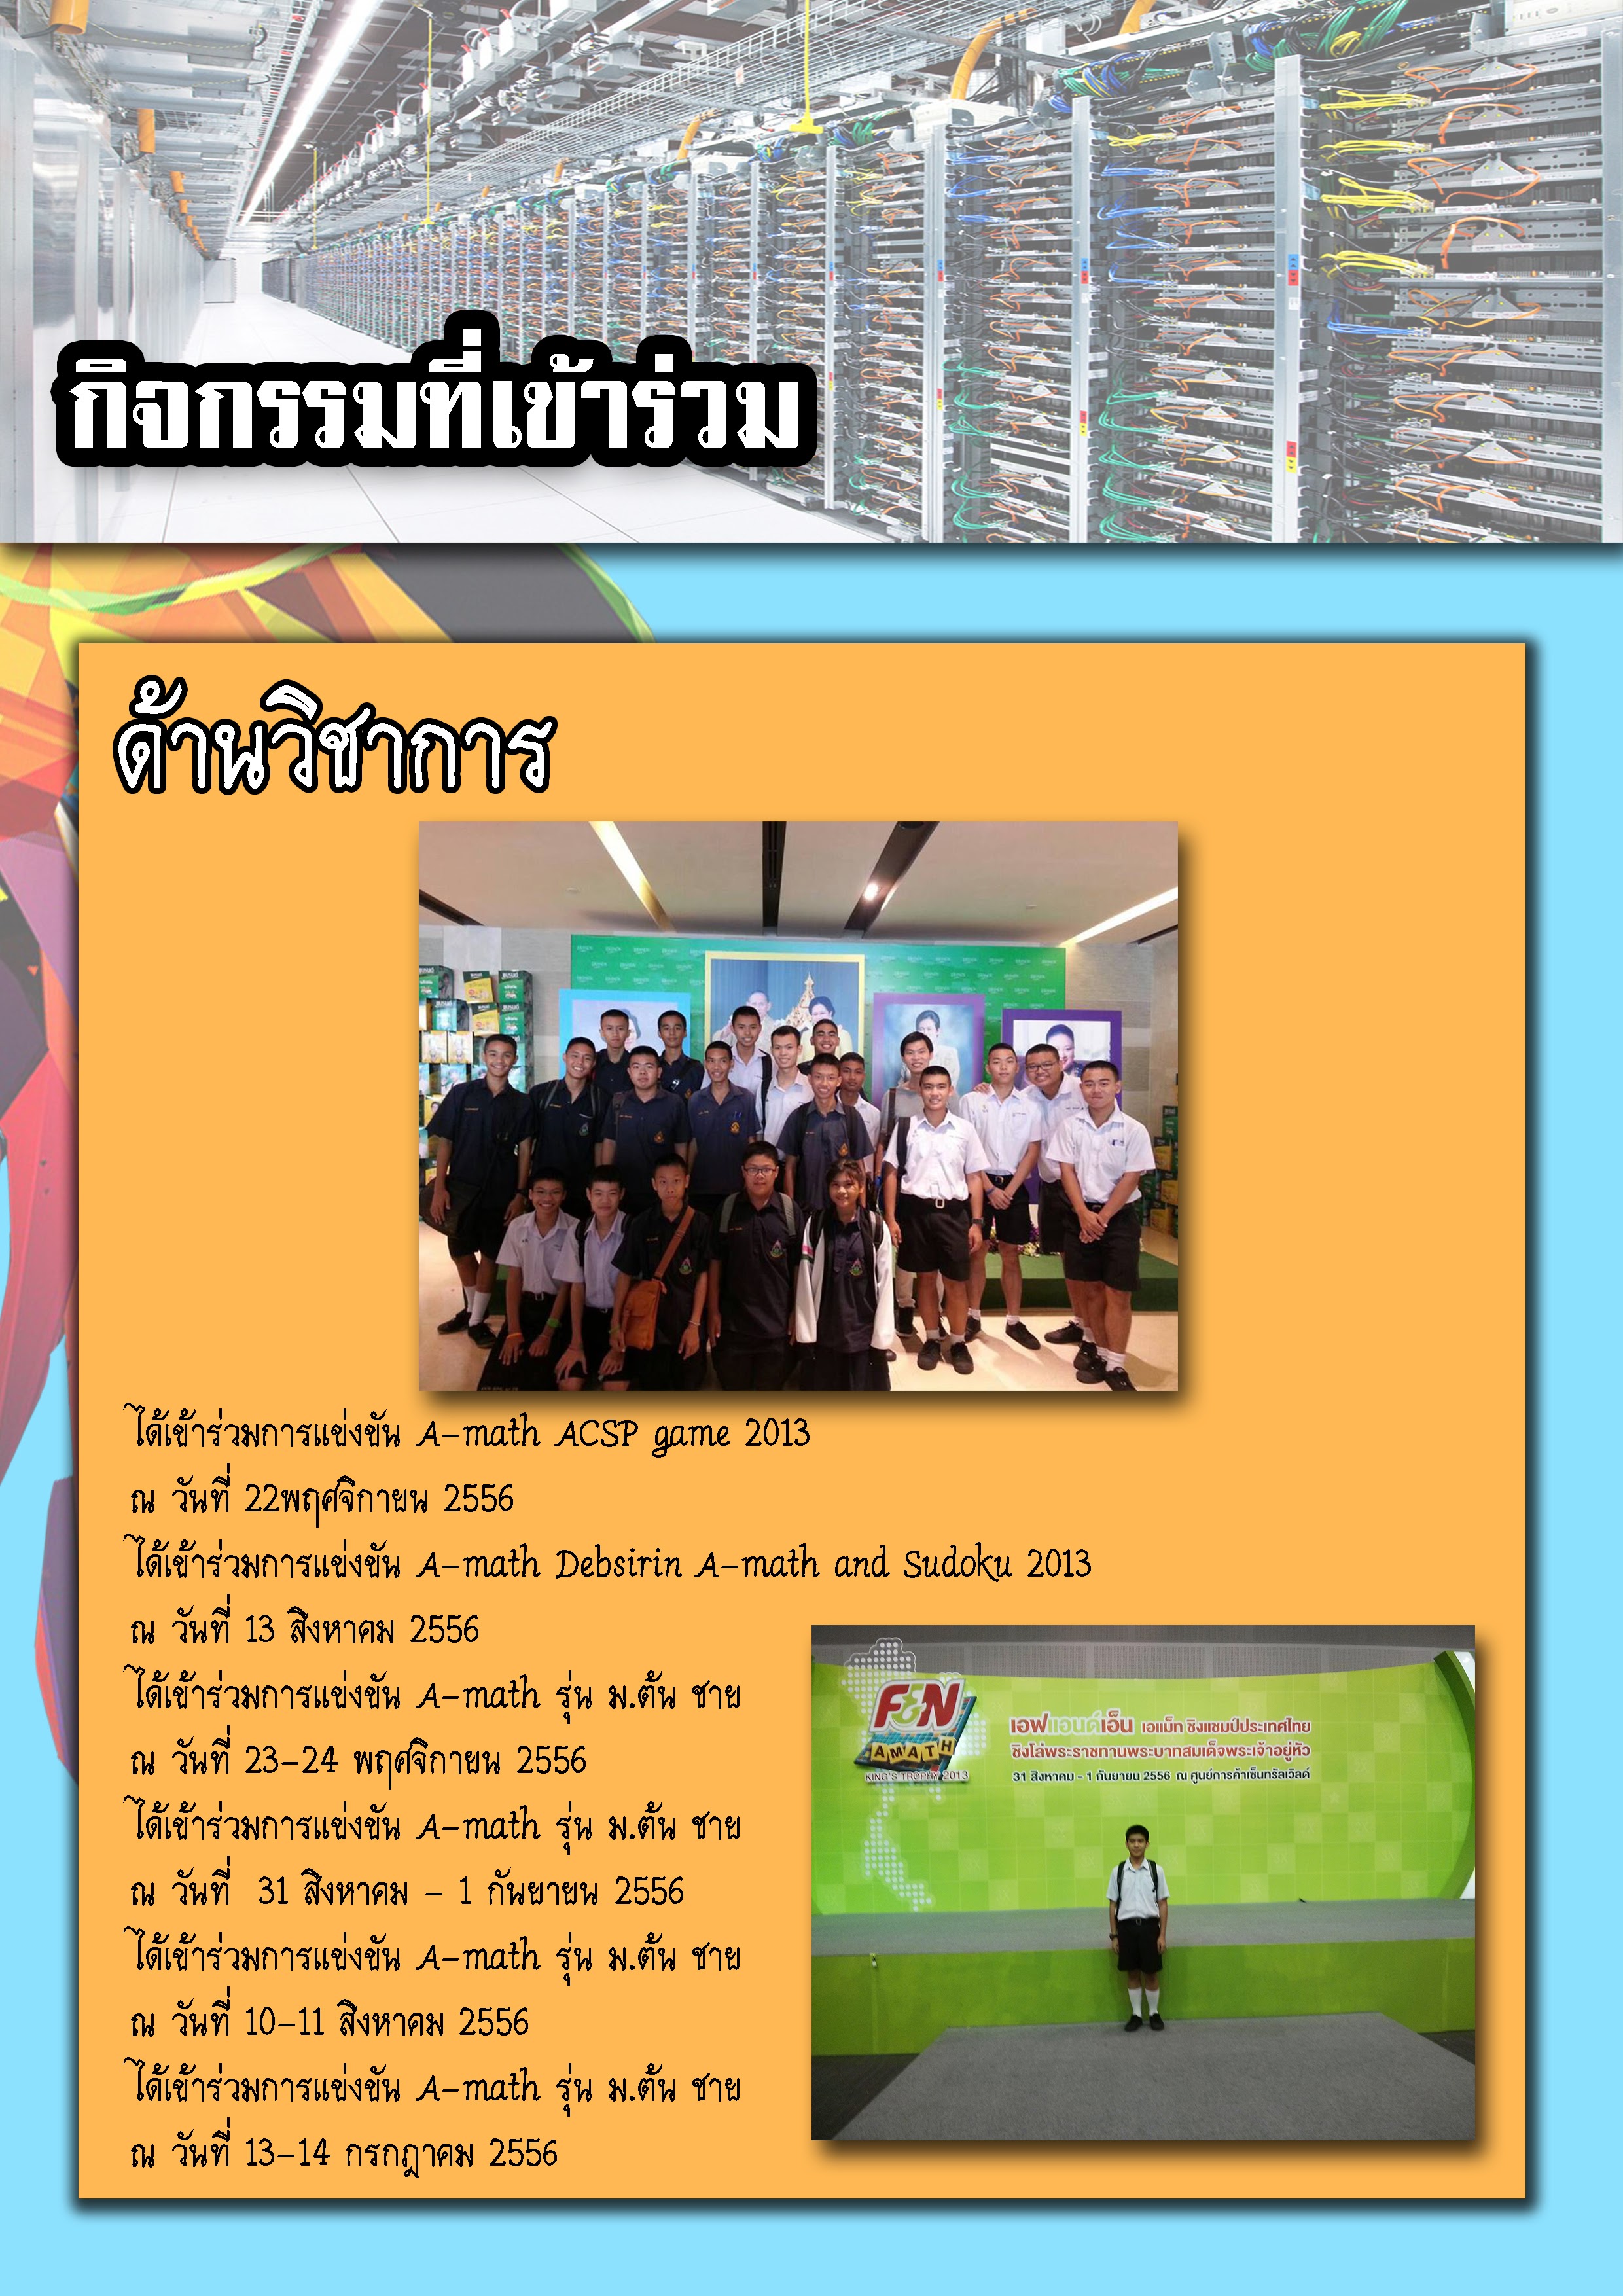 กิจกรรมที่เข้าร่วม
ด้านวิชาการ
ได้เข้าร่วมการแข่งขัน A-math ACSP game 2013
ณ วันที่ 22พฤศจิกายน 2556
ได้เข้าร่วมการแข่งขัน A-math Debsirin A-math and Sudoku 2013
ณ วันที่ 13 สิงหาคม 2556
ได้เข้าร่วมการแข่งขัน A-math รุ่น ม.ต้น ชาย
ณ วันที่ 23-24 พฤศจิกายน 2556
ได้เข้าร่วมการแข่งขัน A-math รุ่น ม.ต้น ชาย
ณ วันที่ 31 สิงหาคม - 1 กันยายน 2556
ได้เข้าร่วมการแข่งขัน A-math รุ่น ม.ต้น ชาย
ณ วันที่ 10-11 สิงหาคม 2556
ได้เข้าร่วมการแข่งขัน A-math รุ่น ม.ต้น ชาย
ณ วันที่ 13-14 กรกฎาคม 2556
F&N
AMATH
KING'S TROPHY 2013
เอฟแอนด์เอ็น เอแม็ท ชิงแชมป์ประเทศไทย
ชิงโล่พระราชทานพระบาทสมเด็จพระเจ้าอยู่หัว
31 สิงหาคม - 1 กันยายน 2556 ณ ศูนย์การค้าเซ็นทรัลเวิลด์